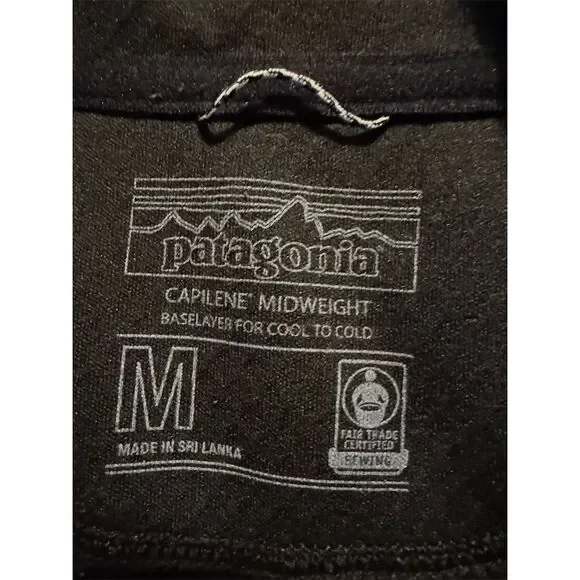 patagonia
CAPILENE® MIDWEIGHT
BASELAYER FOR COOL TO COLD
M
MADE IN SRI LANKA
FAIR TRADE
CERTIFIED
SEWING